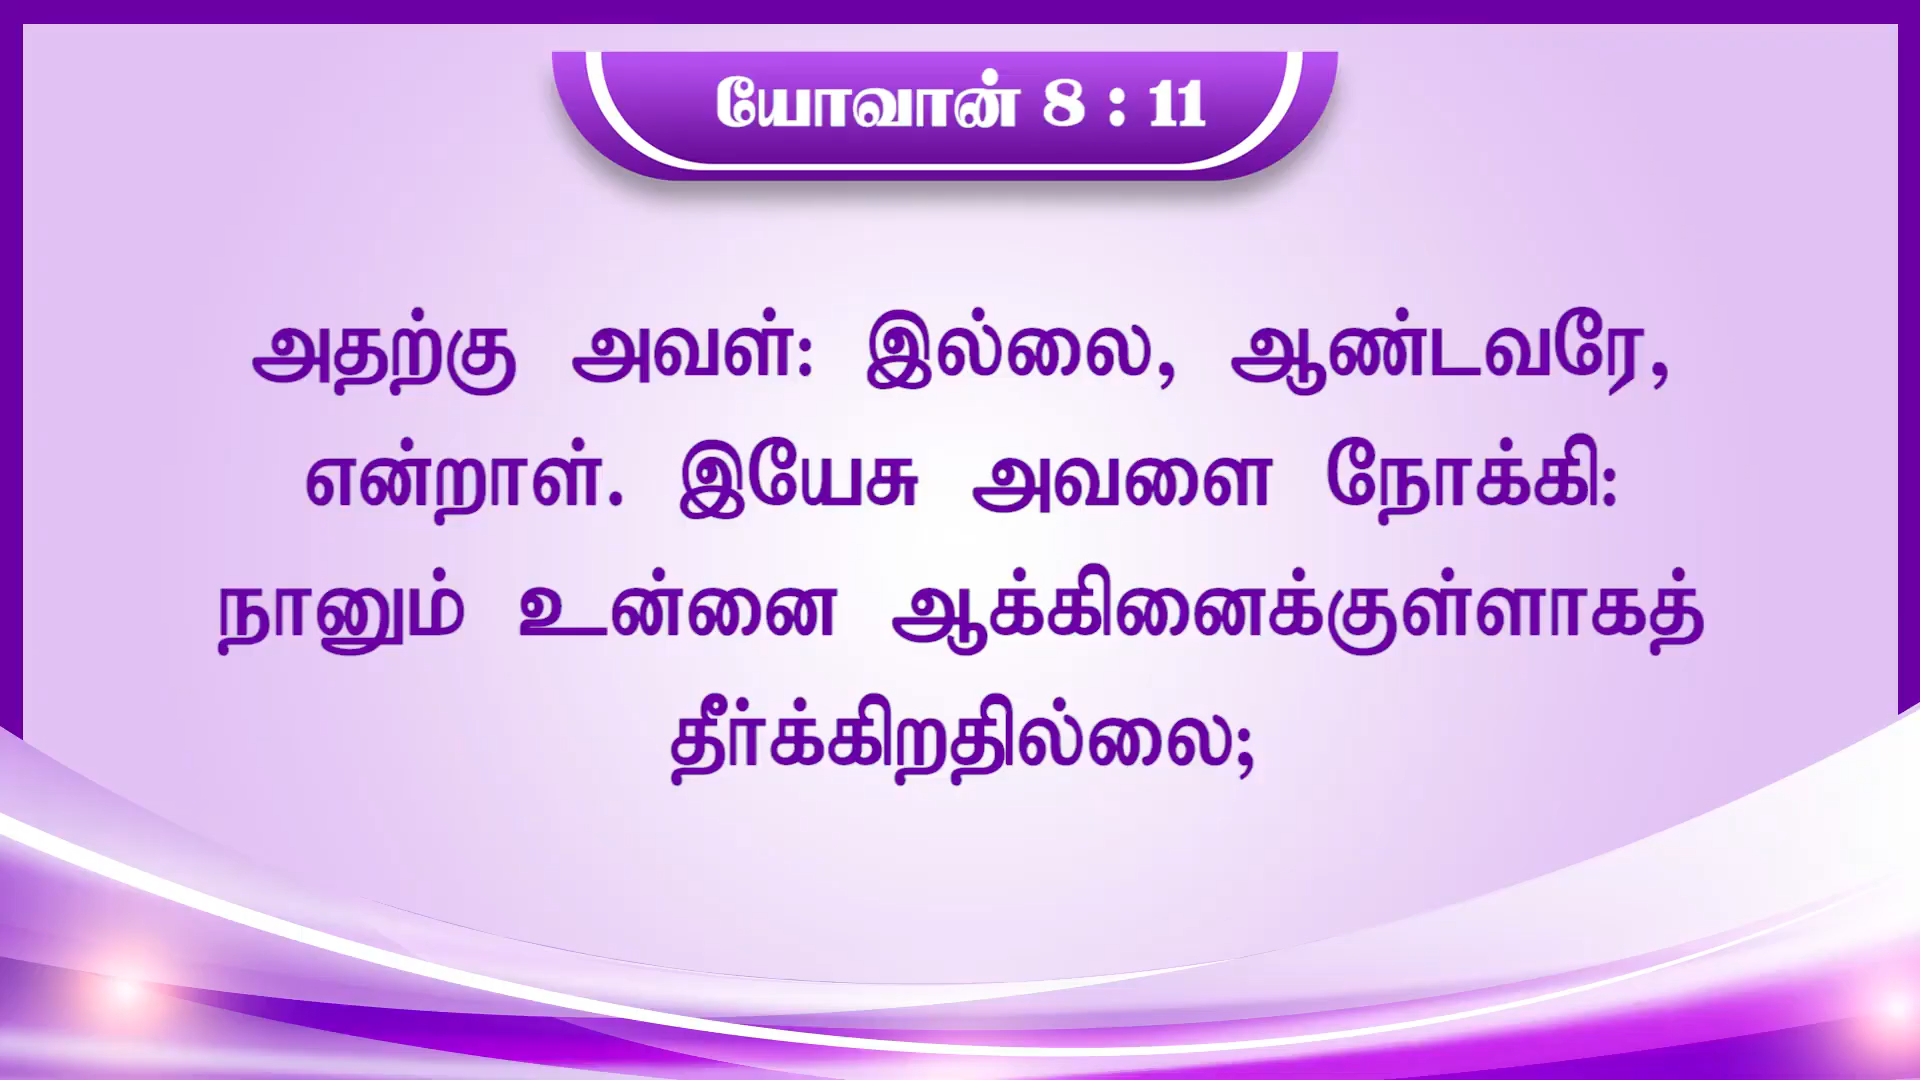 யோவான் 8 : 11
அதற்கு அவள்: இல்லை, ஆண்டவரே,
என்றாள். இயேசு அவளை நோக்கி:
நானும் உன்னை ஆக்கினைக்குள்ளாகத்
தீர்க்கிறதில்லை;